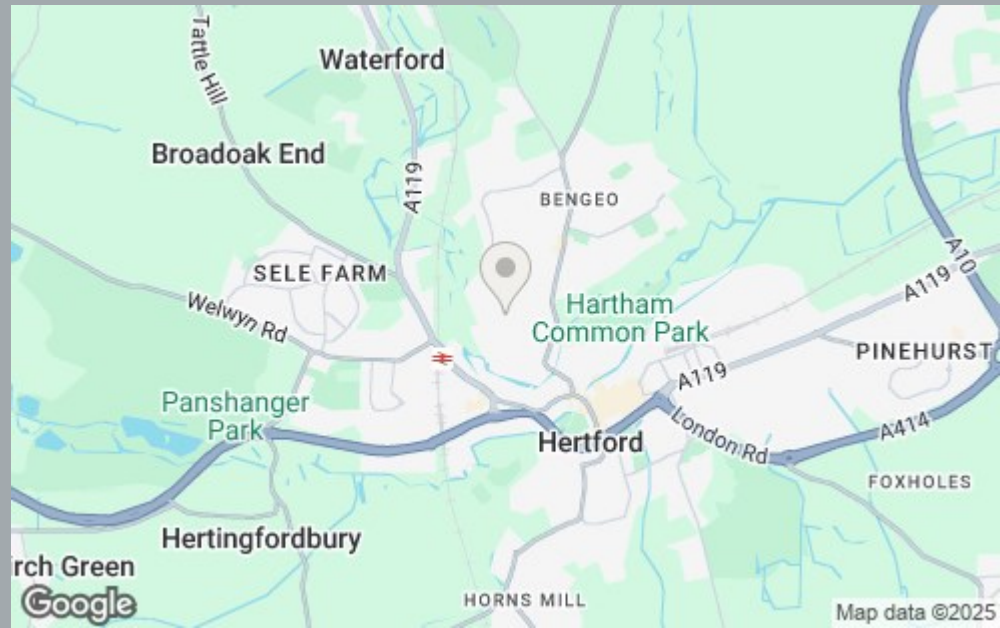 Tattle Hill
Waterford
Broadoak End
A119
BENGEO
SELE FARM
A10
Welwyn Rd
Hartham
Common Park
A119
PINEHURST
A119
Panshanger
Park
London Rd
A414
Hertford
FOXHOLES
Hertingfordbury
irch Green
HORNS MILL
Google
Map data ©2025